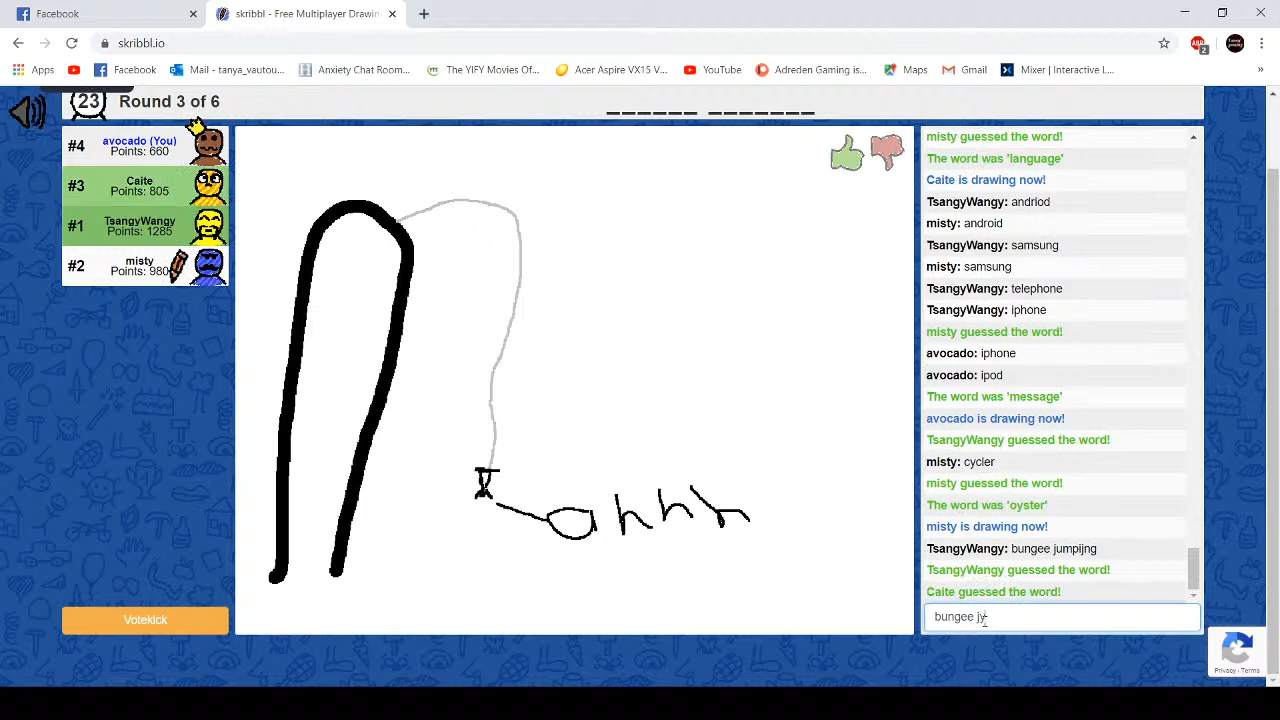 Facebook
skribbl - Free Multiplayer Drawin
skribbl.io
Apps
Facebook
Mail - tanya_vautou...
Anxiety Chat Room...
The YIFY Movies Of...
Acer Aspire VX15 V...
YouTube
Adreden Gaming is...
Maps
Gmail
Mixer | Interactive L...
23
Round 3 of 6
#4
avocado (You)
Points: 660
#3
Caite
Points: 805
#1
TsangyWangy
Points: 1285
#2
misty
Points: 980
Votekick
ahhh
misty guessed the word!
The word was 'language'
Caite is drawing now!
TsangyWangy: andriod
misty: android
TsangyWangy: samsung
misty: samsung
TsangyWangy: telephone
TsangyWangy: iphone
misty guessed the word!
avocado: iphone
avocado: ipod
The word was 'message'
avocado is drawing now!
TsangyWangy guessed the word!
misty: cycler
misty guessed the word!
The word was 'oyster'
misty is drawing now!
TsangyWangy: bungee jumpijng
TsangyWangy guessed the word!
Caite guessed the word!
bungee jy
Privacy - Terms